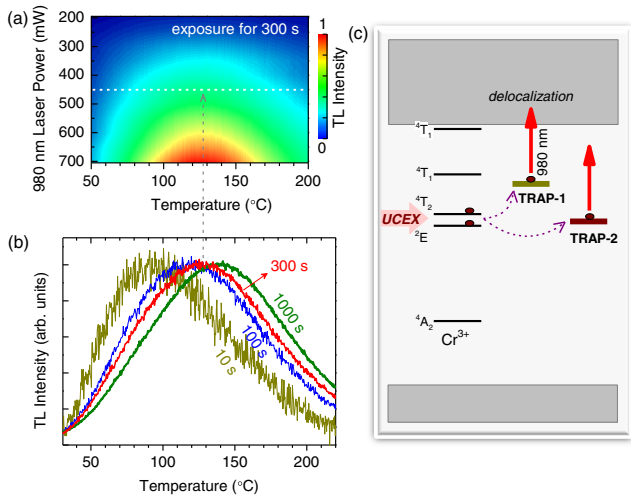 (a)
exposure for 300 s
200
300
400
500
600
700
980 nm Laser Power (mW)
50
100
150
200
Temperature (°C)
1
0
TL Intensity
(b)
TL Intensity (arb. units)
300 s
1000 s
100 s
10 s
50
100
150
200
Temperature (°C)
(c)
delocalization
⁴T₁
980 nm
⁴T₁
TRAP-1
⁴T₂
UCEX
²E
TRAP-2
⁴A₂
Cr³⁺